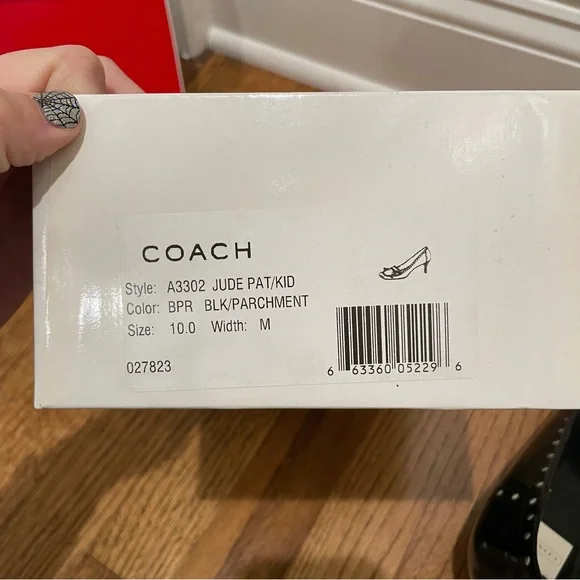 COACH
Style: A3302 JUDE PAT/KID
Color: BPR BLK/PARCHMENT
Size: 10.0 Width: M
027823
6 63360 05229 6